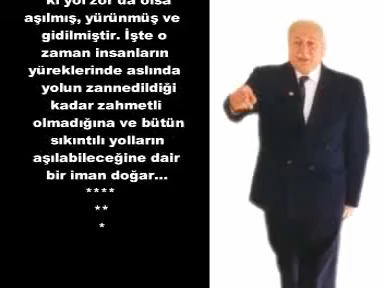 ki yol zor da olsa
aşılmış, yürünmüş ve
gidilmiştir. İşte o
zaman insanların
yüreklerinde aslında
yolun zannedildiği
kadar zahmetli
olmadığına ve bütün
sıkıntılı yolların
aşılabileceğine dair
bir iman doğar...
****
**
*